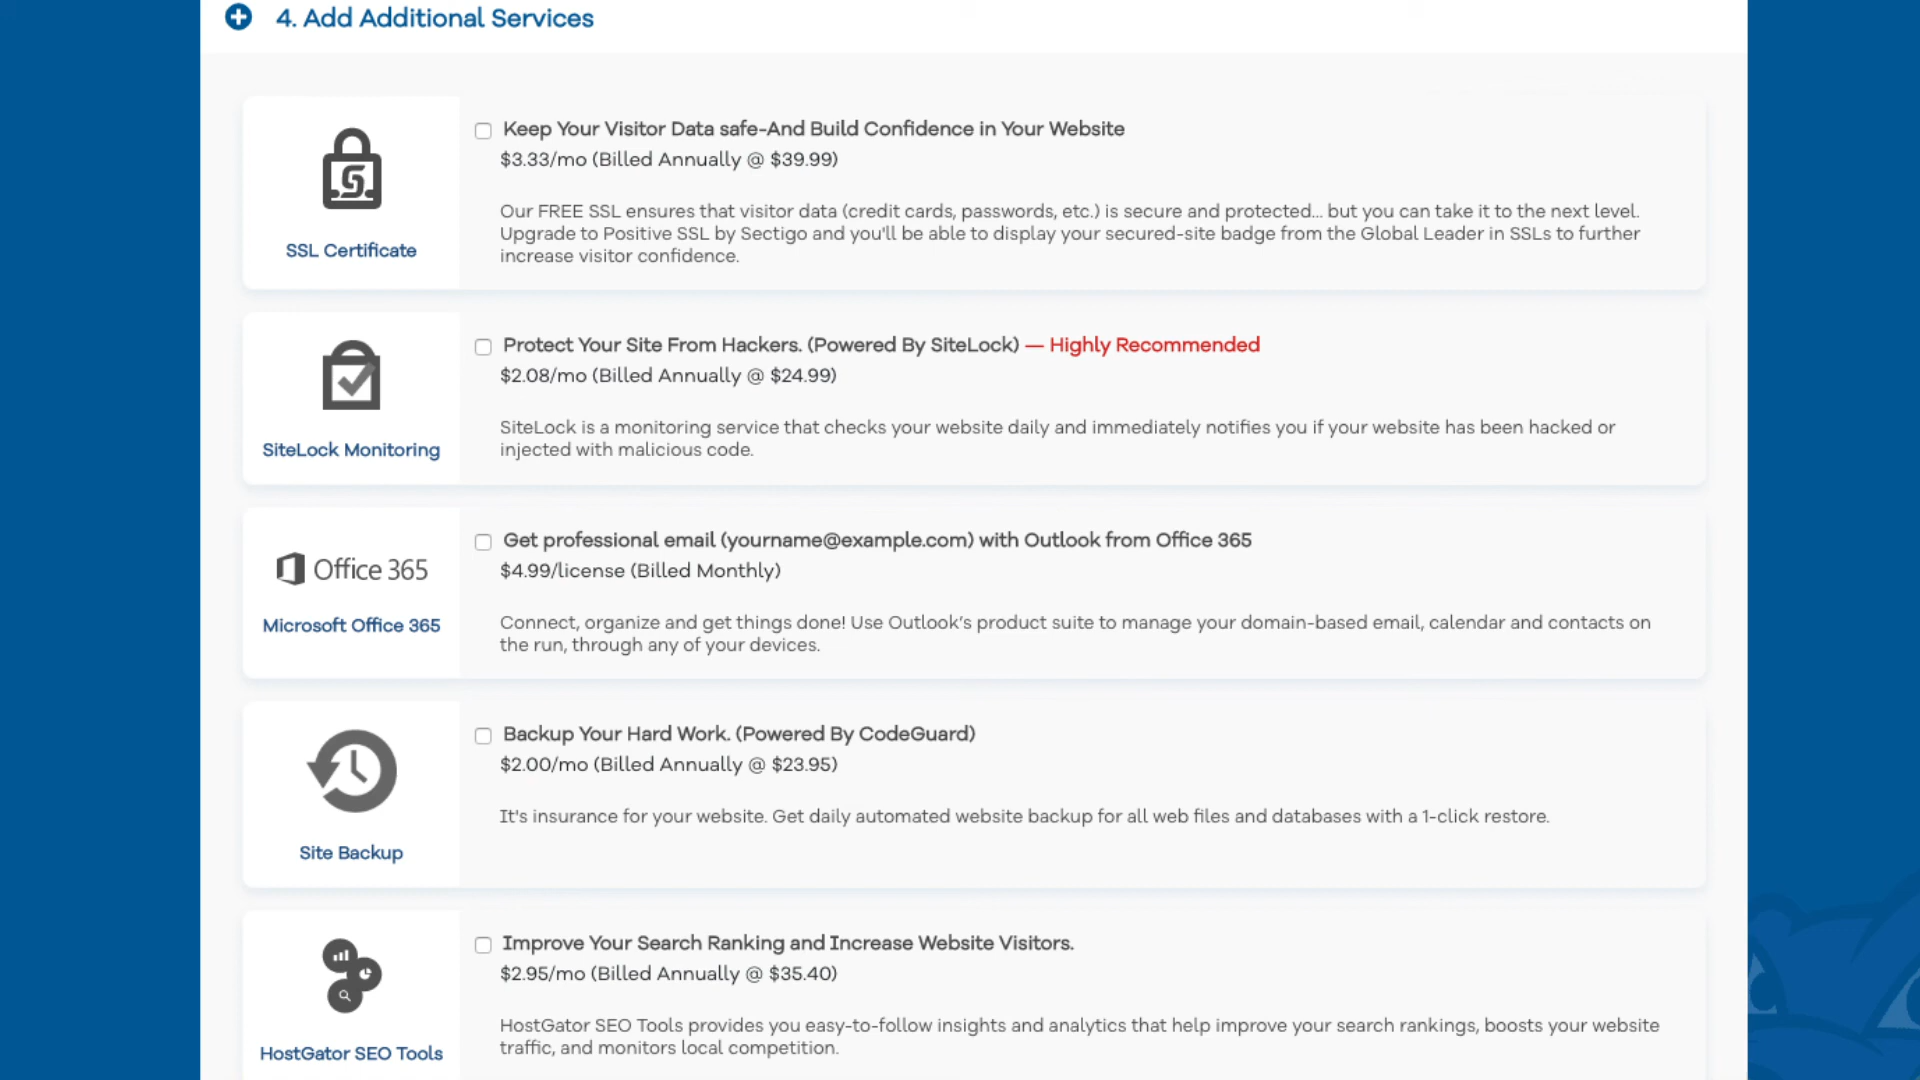 4. Add Additional Services
Keep Your Visitor Data safe-And Build Confidence in Your Website
$3.33/mo (Billed Annually @ $39.99)
Our FREE SSL ensures that visitor data (credit cards, passwords, etc.) is secure and protected... but you can take it to the next level.
Upgrade to Positive SSL by Sectigo and you'll be able to display your secured-site badge from the Global Leader in SSLs to further
increase visitor confidence.
SSL Certificate
Protect Your Site From Hackers. (Powered By SiteLock) — Highly Recommended
$2.08/mo (Billed Annually @ $24.99)
SiteLock is a monitoring service that checks your website daily and immediately notifies you if your website has been hacked or
injected with malicious code.
SiteLock Monitoring
Get professional email (yourname@example.com) with Outlook from Office 365
$4.99/license (Billed Monthly)
Office 365
Connect, organize and get things done! Use Outlook's product suite to manage your domain-based email, calendar and contacts on
the run, through any of your devices.
Microsoft Office 365
Backup Your Hard Work. (Powered By CodeGuard)
$2.00/mo (Billed Annually @ $23.95)
It's insurance for your website. Get daily automated website backup for all web files and databases with a 1-click restore.
Site Backup
Improve Your Search Ranking and Increase Website Visitors.
$2.95/mo (Billed Annually @ $35.40)
HostGator SEO Tools provides you easy-to-follow insights and analytics that help improve your search rankings, boosts your website
traffic, and monitors local competition.
HostGator SEO Tools